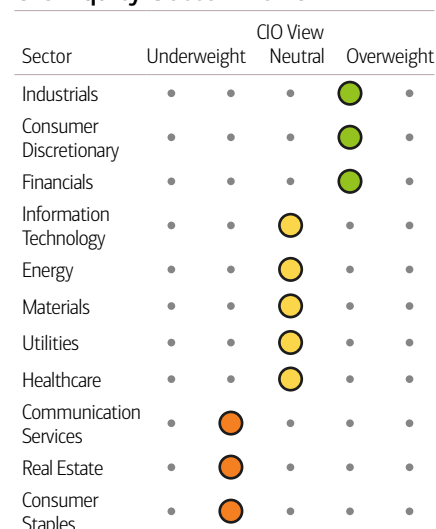 CIO View
Sector Underweight Neutral Overweight
Industrials
Consumer
Discretionary
Financials
Information
Technology
Energy
Materials
Utilities
Healthcare
Communication
Services
Real Estate
Consumer
Staples